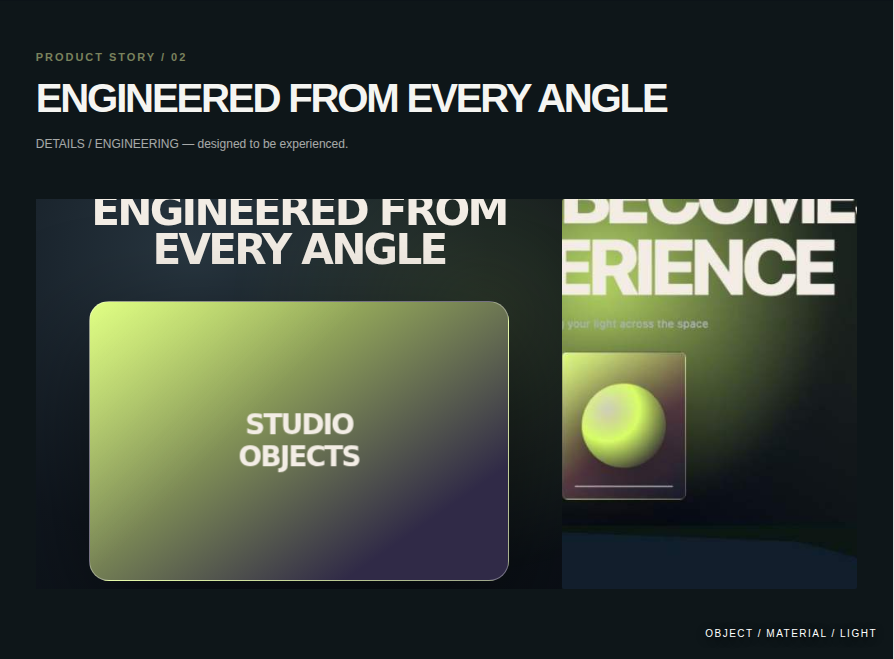 PRODUCT STORY / 02
ENGINEERED FROM EVERY ANGLE
DETAILS / ENGINEERING — designed to be experienced.
ENGINEERED FROM
EVERY ANGLE
STUDIO
OBJECTS
BECOME
ERIENCE
your light across the space
OBJECT / MATERIAL / LIGHT